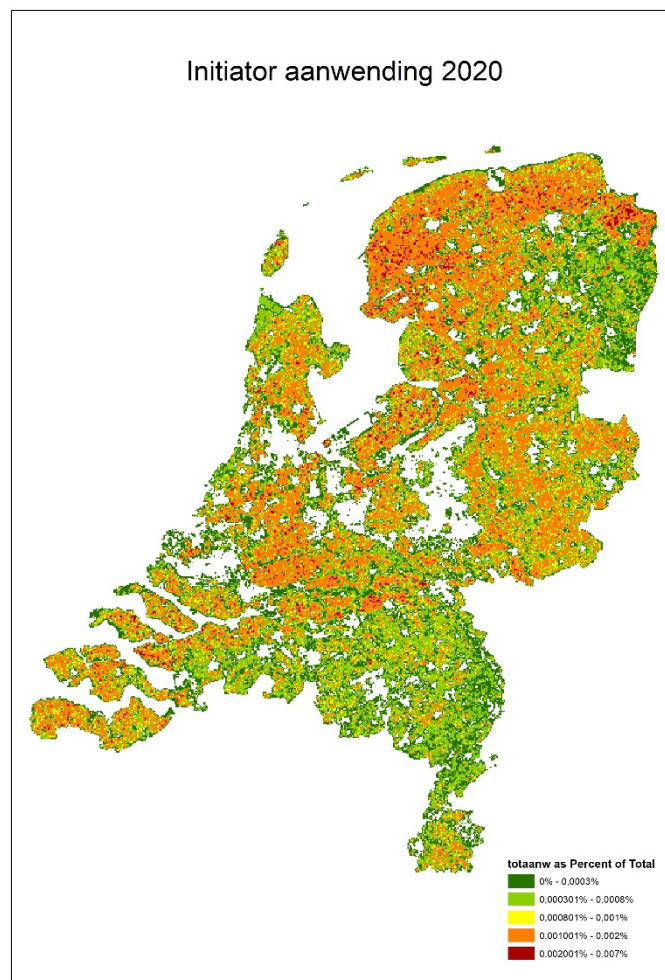 Initiator aanwending 2020
totaanw as Percent of Total
0% - 0,0003%
0,000301% - 0,0008%
0,000801% - 0,001%
0,001001% - 0,002%
0,002001% - 0,007%